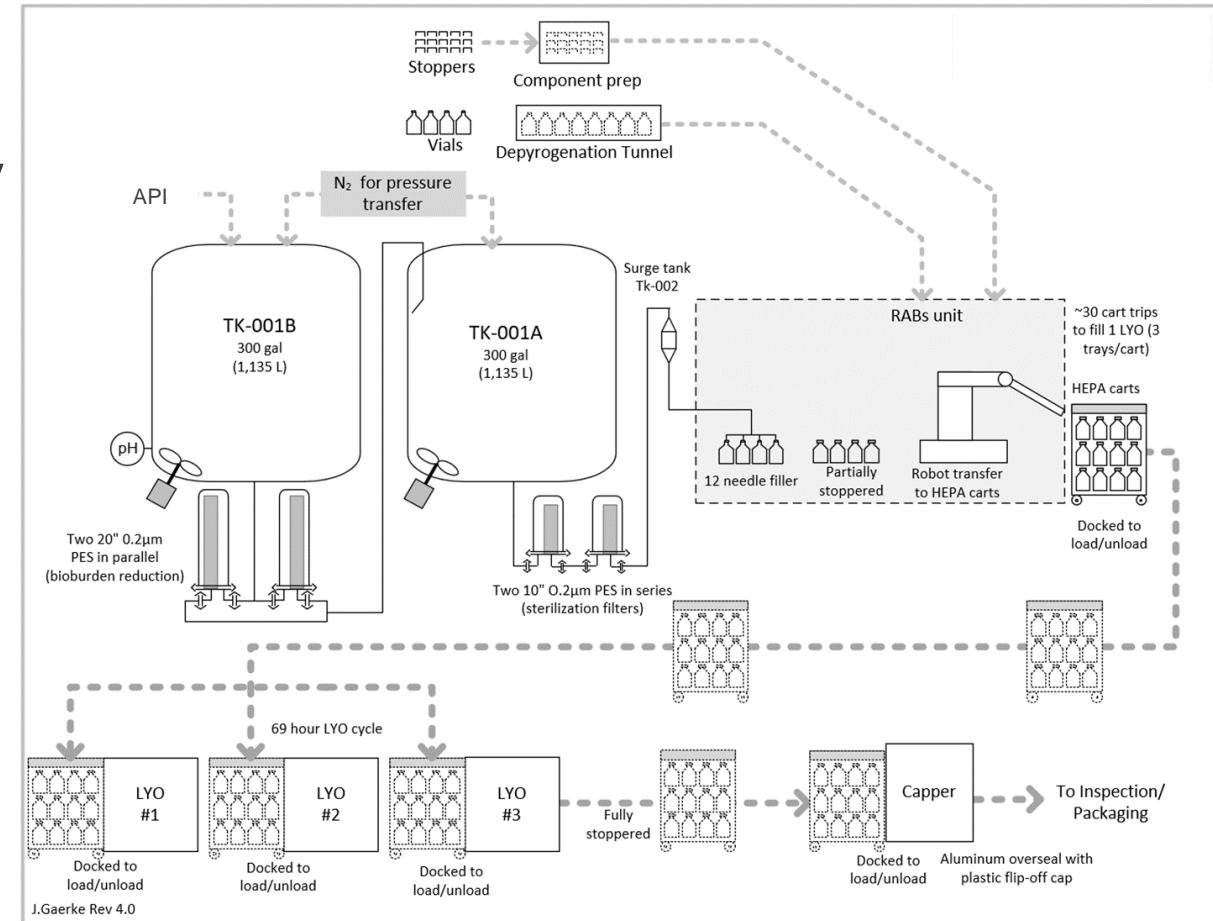 Stoppers
Component prep
Vials
Depyrogenation Tunnel
API
N₂ for pressure
transfer
TK-001B
300 gal
(1,135 L)
TK-001A
300 gal
(1,135 L)
Surge tank
Tk-002
RABs unit
~30 cart trips
to fill 1 LYO (3
trays/cart)
HEPA carts
pH
12 needle filler
Partially
stoppered
Robot transfer
to HEPA carts
Docked to
load/unload
Two 20" 0.2µm
PES in parallel
(bioburden reduction)
Two 10" O.2µm PES in series
(sterilization filters)
69 hour LYO cycle
LYO
#1
LYO
#2
LYO
#3
Fully
stoppered
Capper
To Inspection/
Packaging
Docked to
load/unload
Docked to
load/unload
Docked to
load/unload
Docked to
load/unload
Aluminum overseal with
plastic flip-off cap
J.Gaerke Rev 4.0